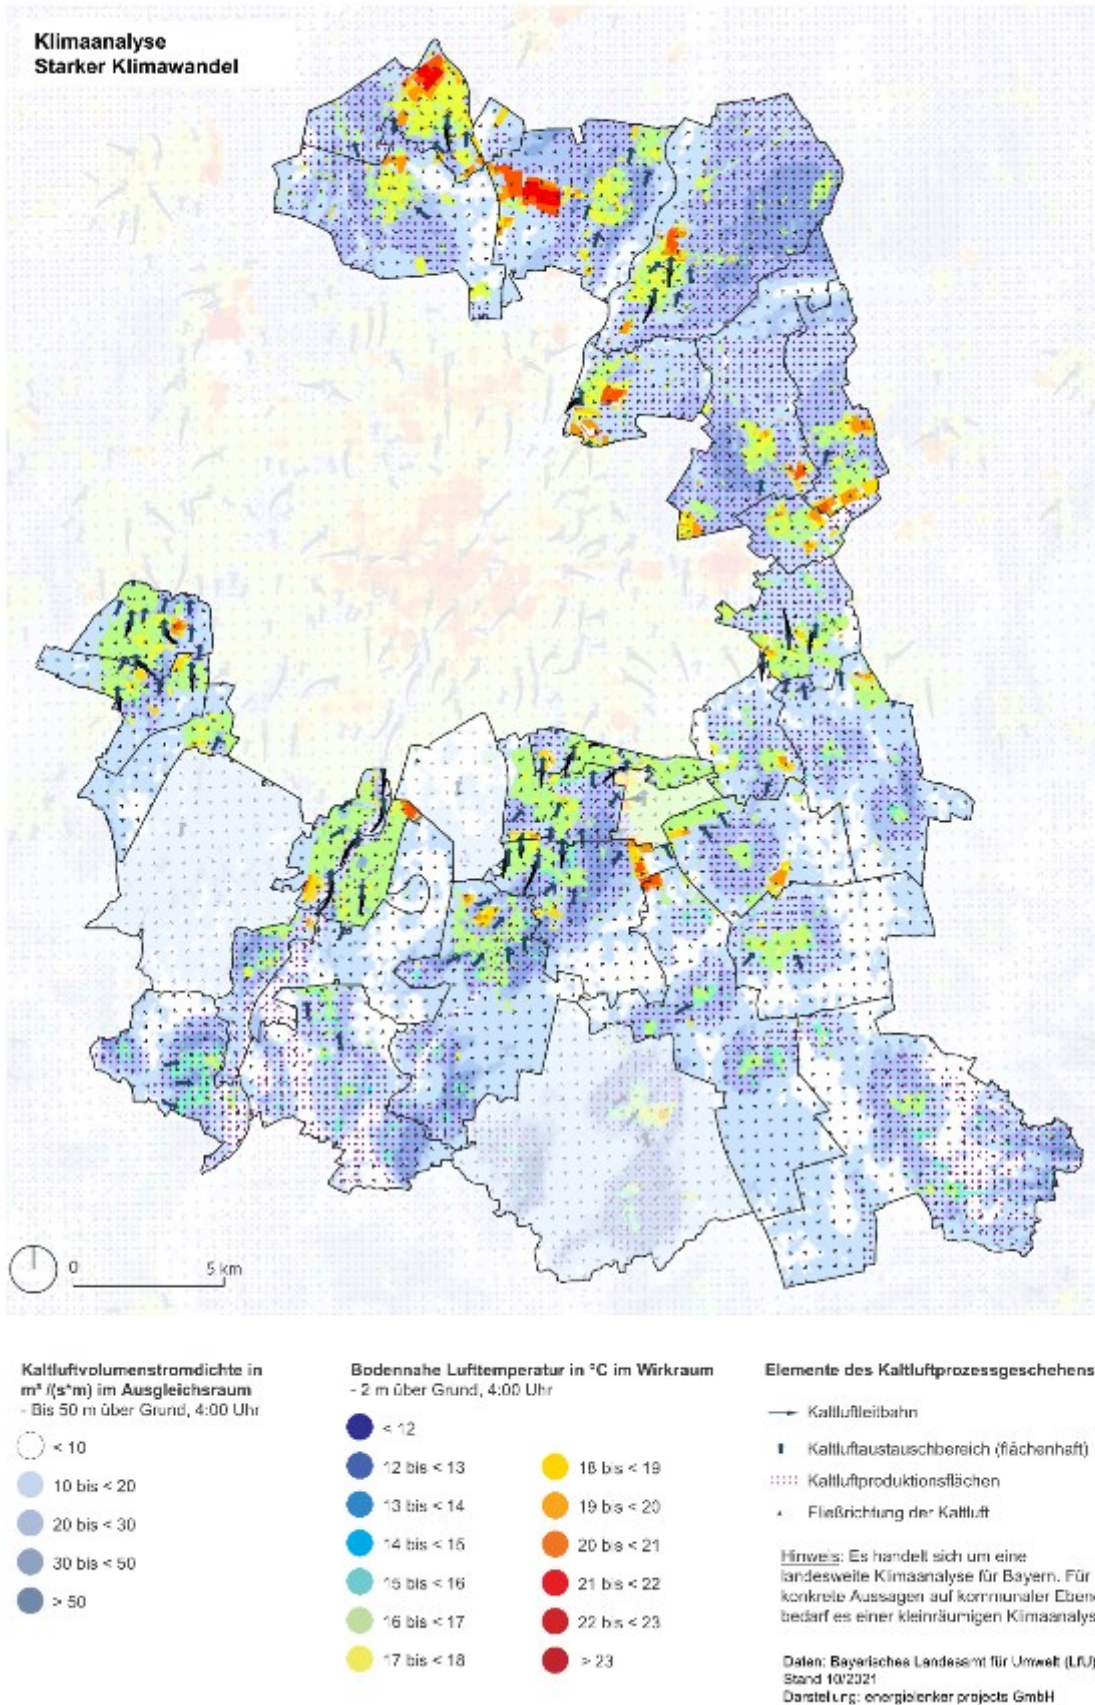 Klimaanalyse
Starker Klimawandel
0 5 km
Kaltluftvolumenstromdichte in
m³ /(s*m) im Ausgleichsraum
- Bis 50 m über Grund, 4:00 Uhr
< 10
10 bis < 20
20 bis < 30
30 bis < 50
> 50
Bodennahe Lufttemperatur in °C im Wirkraum
- 2 m über Grund, 4:00 Uhr
< 12
12 bis < 13
13 bis < 14
14 bis < 15
15 bis < 16
16 bis < 17
17 bis < 18
18 bis < 19
19 bis < 20
20 bis < 21
21 bis < 22
22 bis < 23
> 23
Elemente des Kaltluftprozessgeschehens
Kaltluftleitbahn
Kaltluftaustauschbereich (flächenhaft)
Kaltluftproduktionsflächen
Fließrichtung der Kaltluft
Hinweis: Es handelt sich um eine
landesweite Klimaanalyse für Bayern. Für
konkrete Aussagen auf kommunaler Ebene
bedarf es einer kleinräumigen Klimaanalys
Daten: Bayerisches Landesamt für Umwelt (LfU)
Stand 10/2021
Darstellung: energielenker projects GmbH